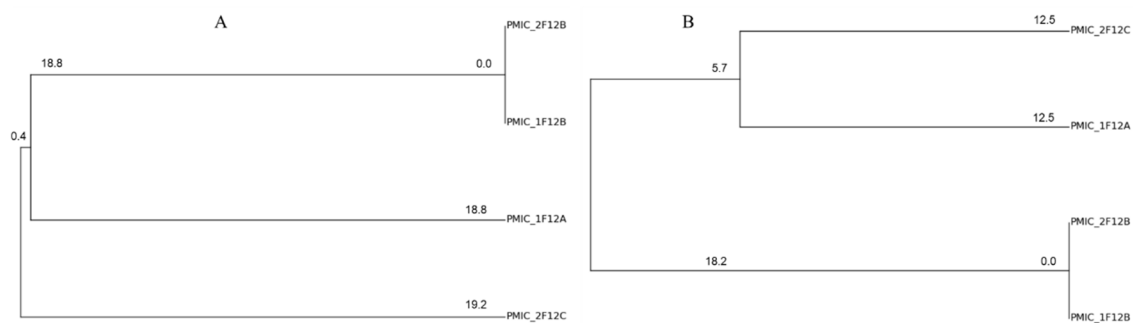 A
PMIC_2F12B
18.8
0.0
PMIC_1F12B
0.4
18.8
PMIC_1F12A
19.2
PMIC_2F12C
B
12.5
PMIC_2F12C
5.7
12.5
PMIC_1F12A
PMIC_2F12B
18.2
0.0
PMIC_1F12B